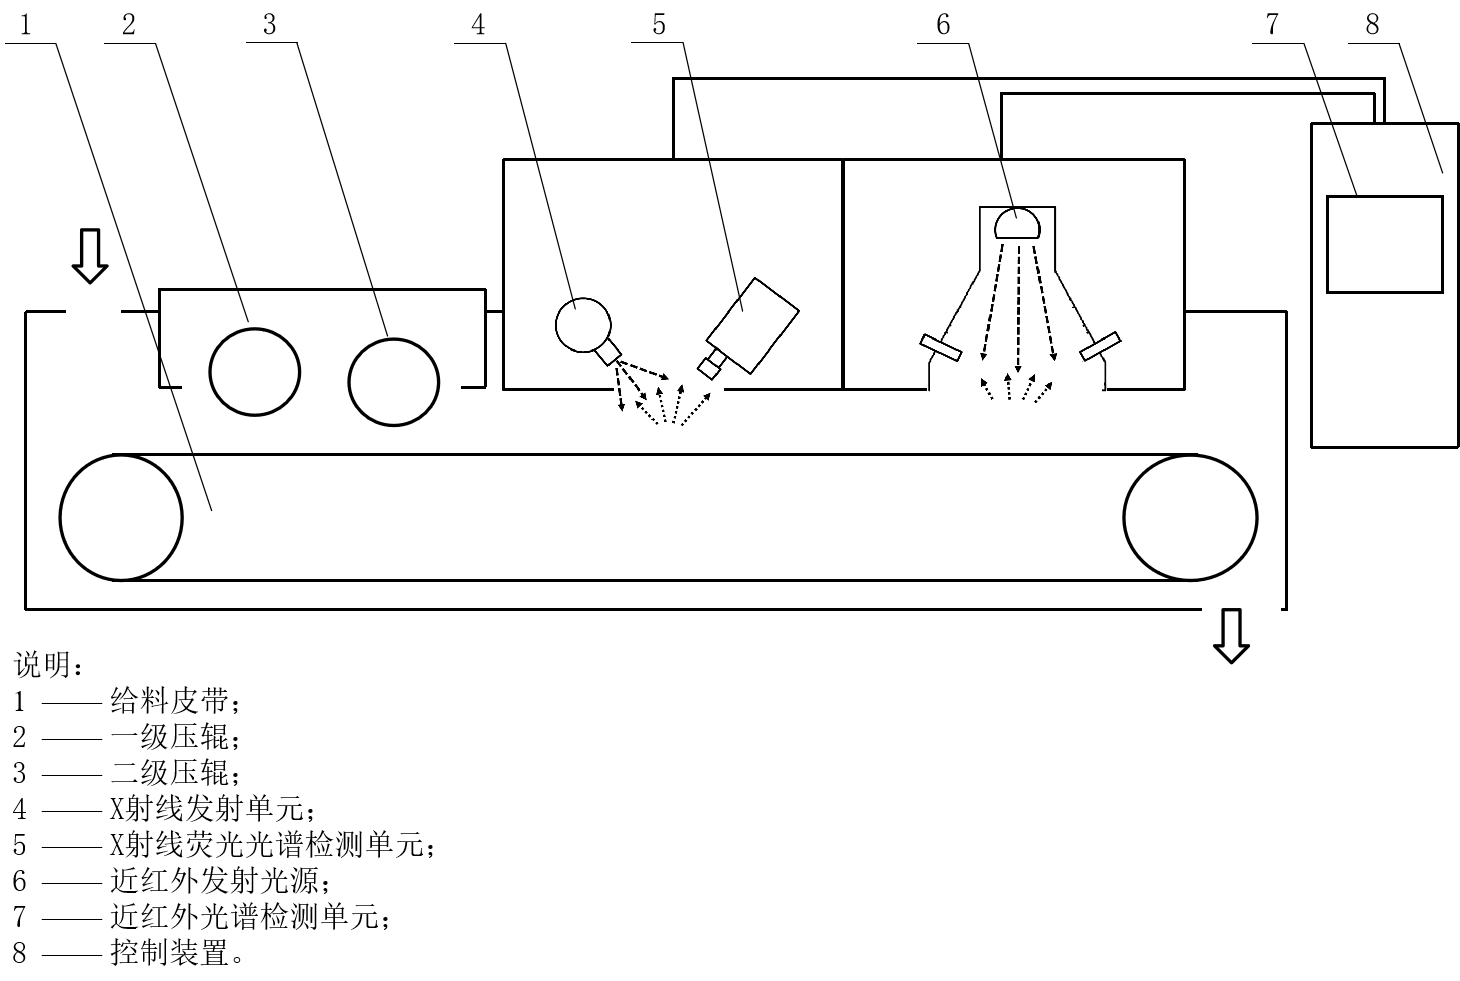 1 2 3 4 5 6 7 8
说明：
1 —— 给料皮带；
2 —— 一级压辊；
3 —— 二级压辊；
4 —— X射线发射单元；
5 —— X射线荧光光谱检测单元；
6 —— 近红外发射光源；
7 —— 近红外光谱检测单元；
8 —— 控制装置。